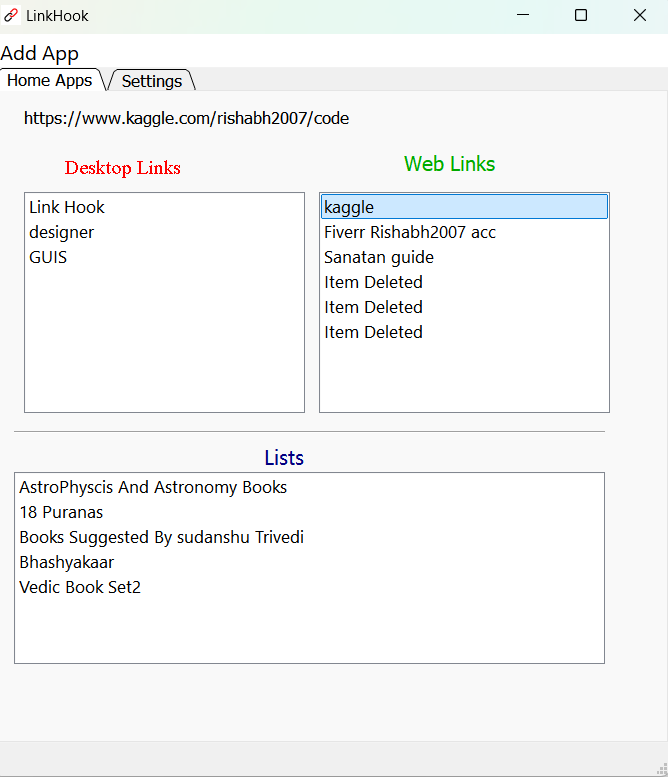 LinkHook
Add App
Home Apps Settings
https://www.kaggle.com/rishabh2007/code
Desktop Links
Web Links
Link Hook
designer
GUIS
kaggle
Fiverr Rishabh2007 acc
Sanatan guide
Item Deleted
Item Deleted
Item Deleted
Lists
AstroPhyscis And Astronomy Books
18 Puranas
Books Suggested By sudanshu Trivedi
Bhashyakaar
Vedic Book Set2